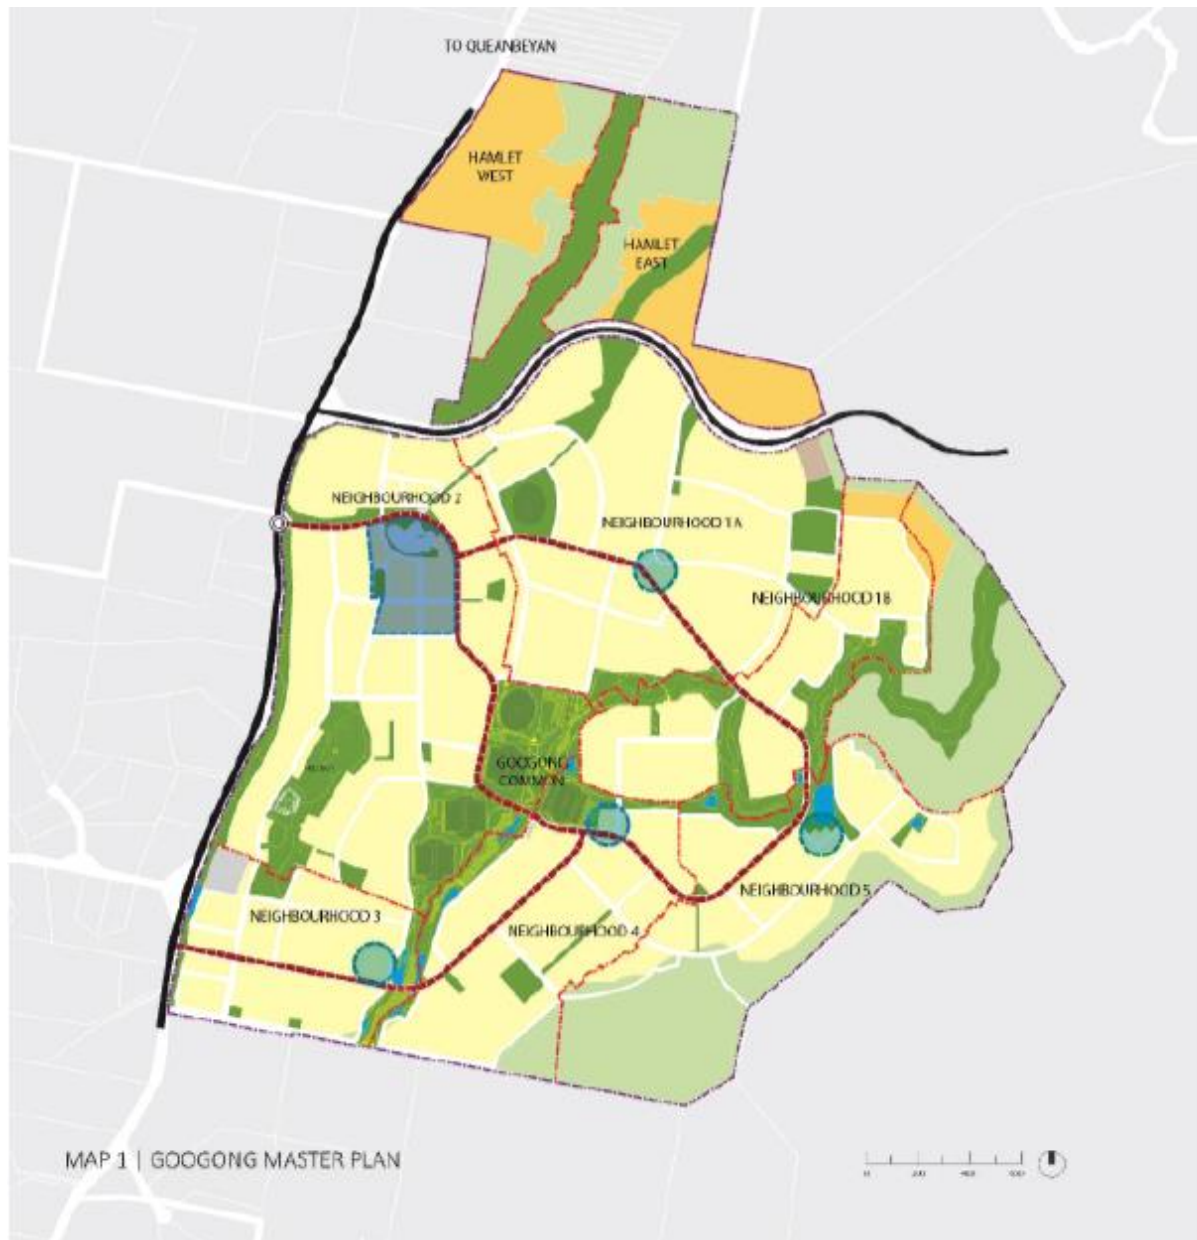 TO QUEANBEYAN
HAMLET
WEST
HAMLET
EAST
NEIGHBOURHOOD 2
NEIGHBOURHOOD 1A
NEIGHBOURHOOD 1B
GOOGONG
COMMON
NEIGHBOURHOOD 5
NEIGHBOURHOOD 3
NEIGHBOURHOOD 4
MAP 1 | GOOGONG MASTER PLAN